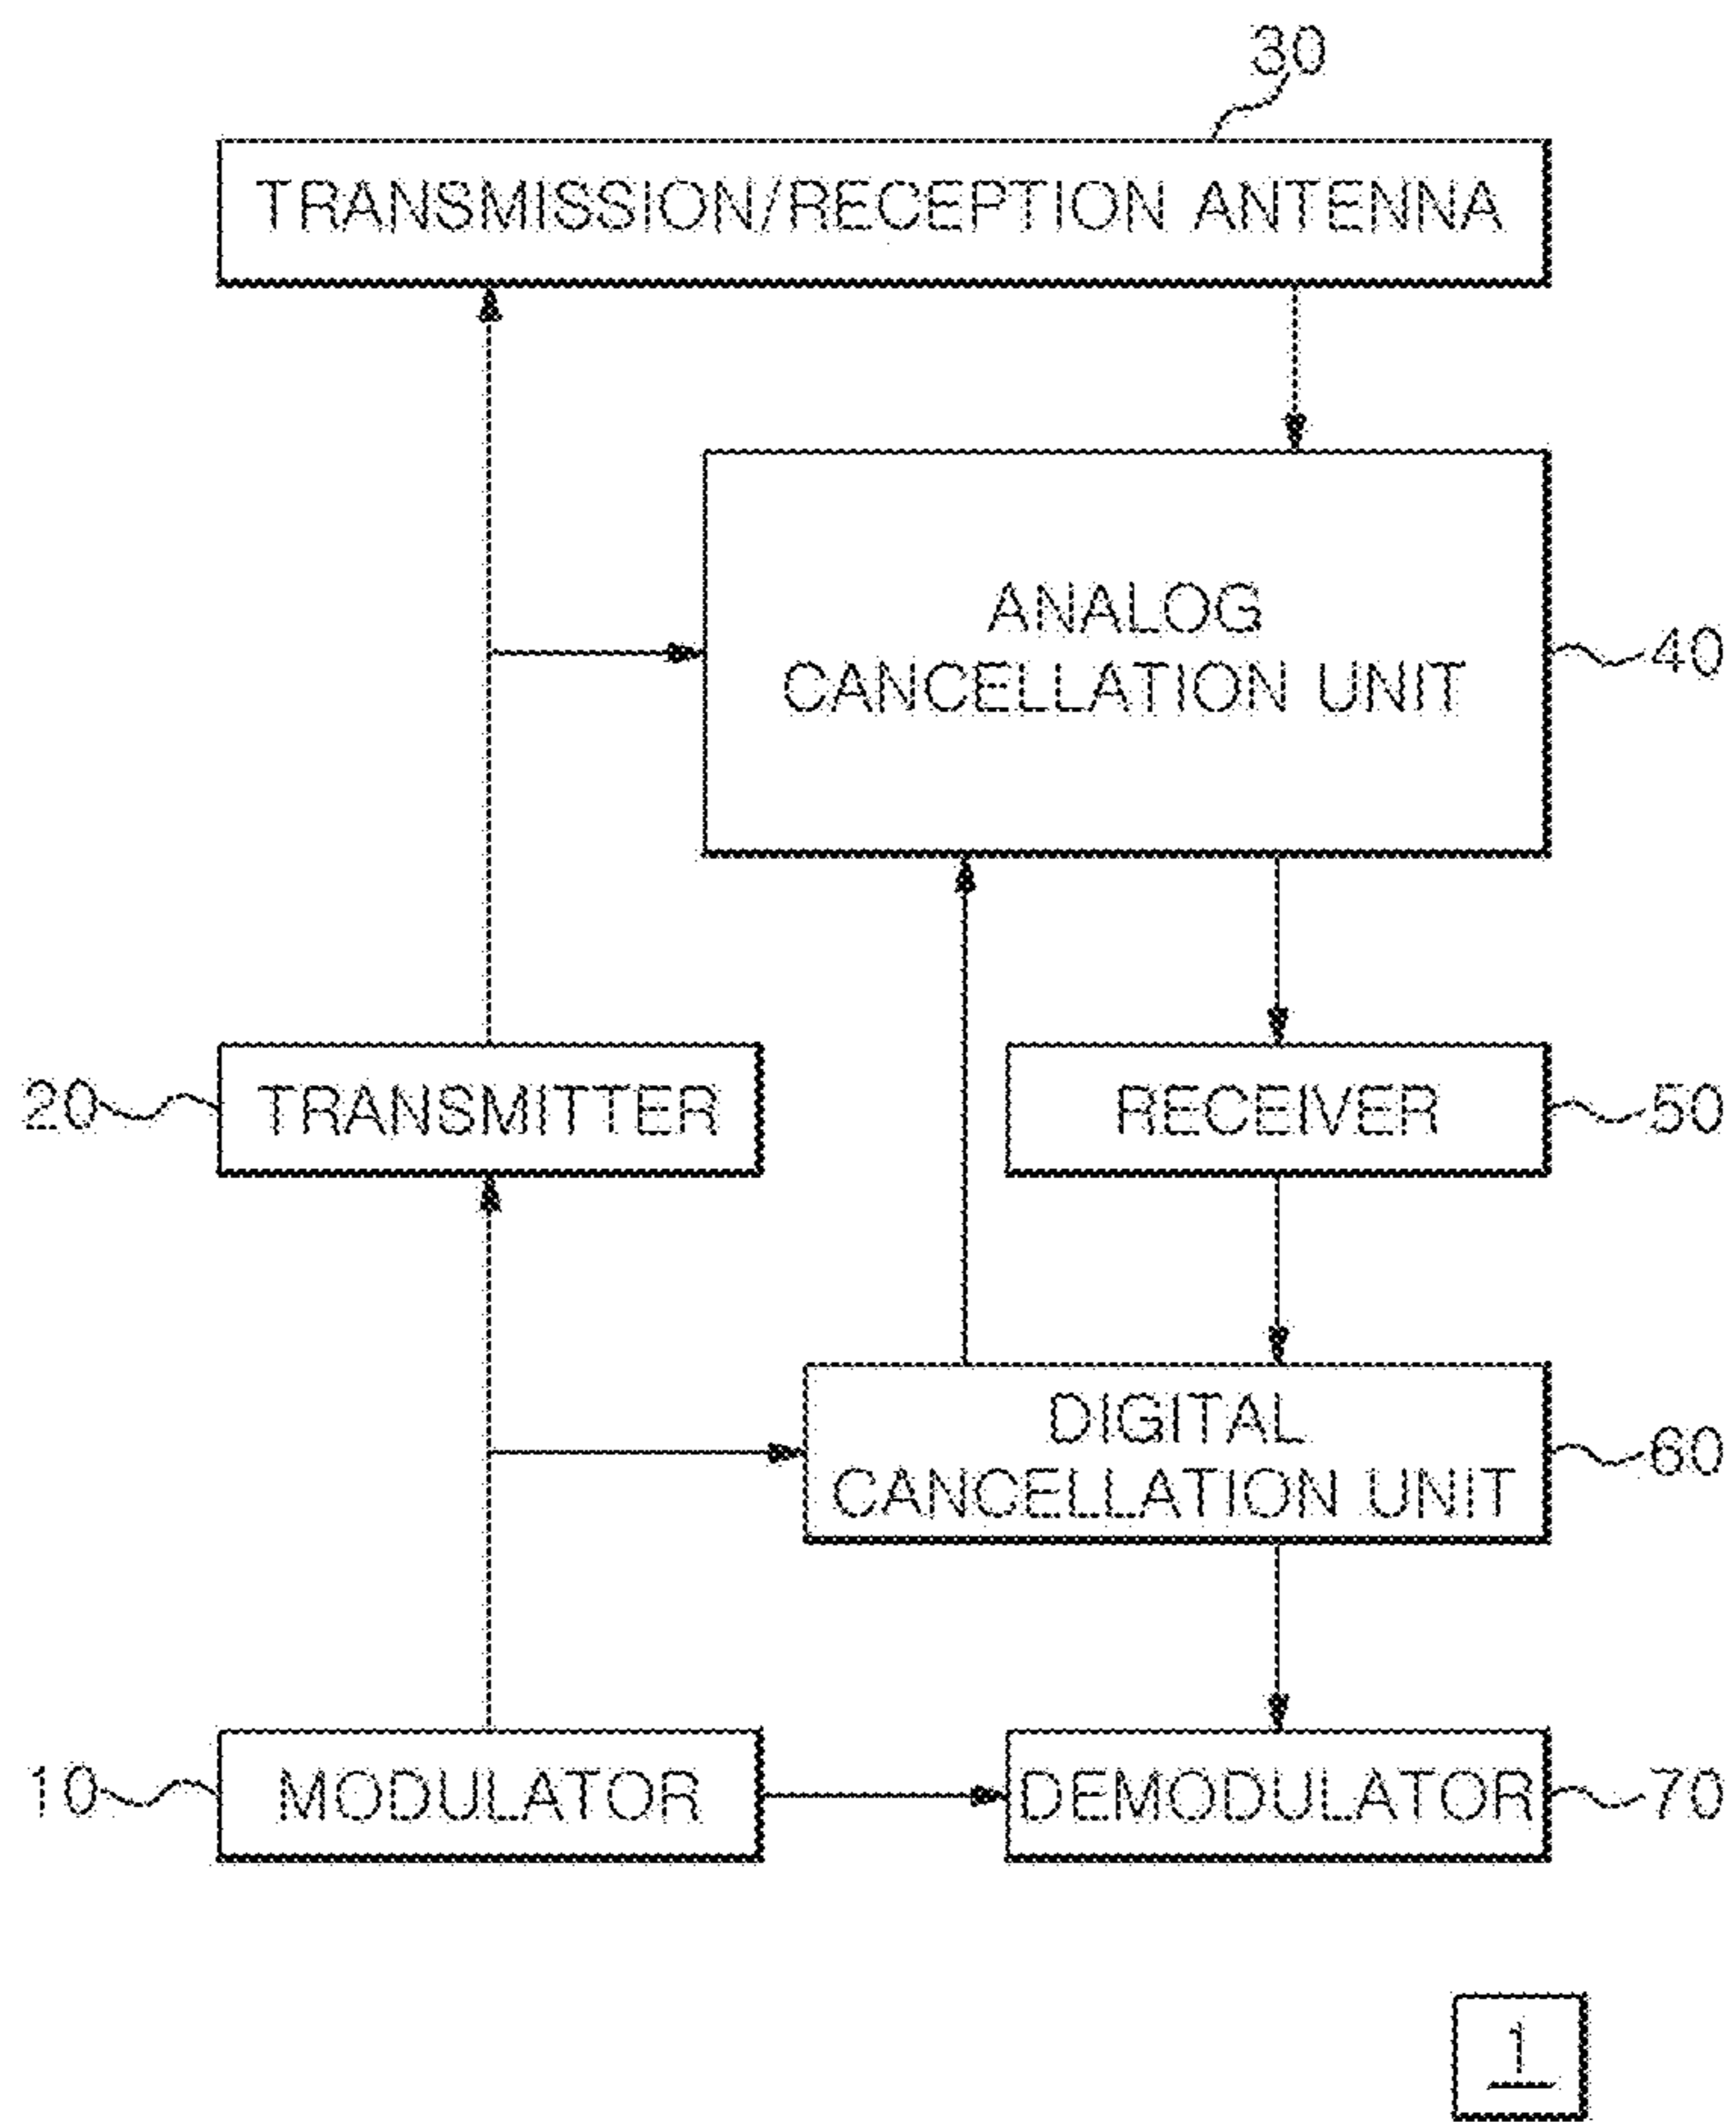 30
TRANSMISSION/RECEPTION ANTENNA
ANALOG
CANCELLATION UNIT
40
20
TRANSMITTER
RECEIVER
50
DIGITAL
CANCELLATION UNIT
60
10
MODULATOR
DEMODULATOR
70
1